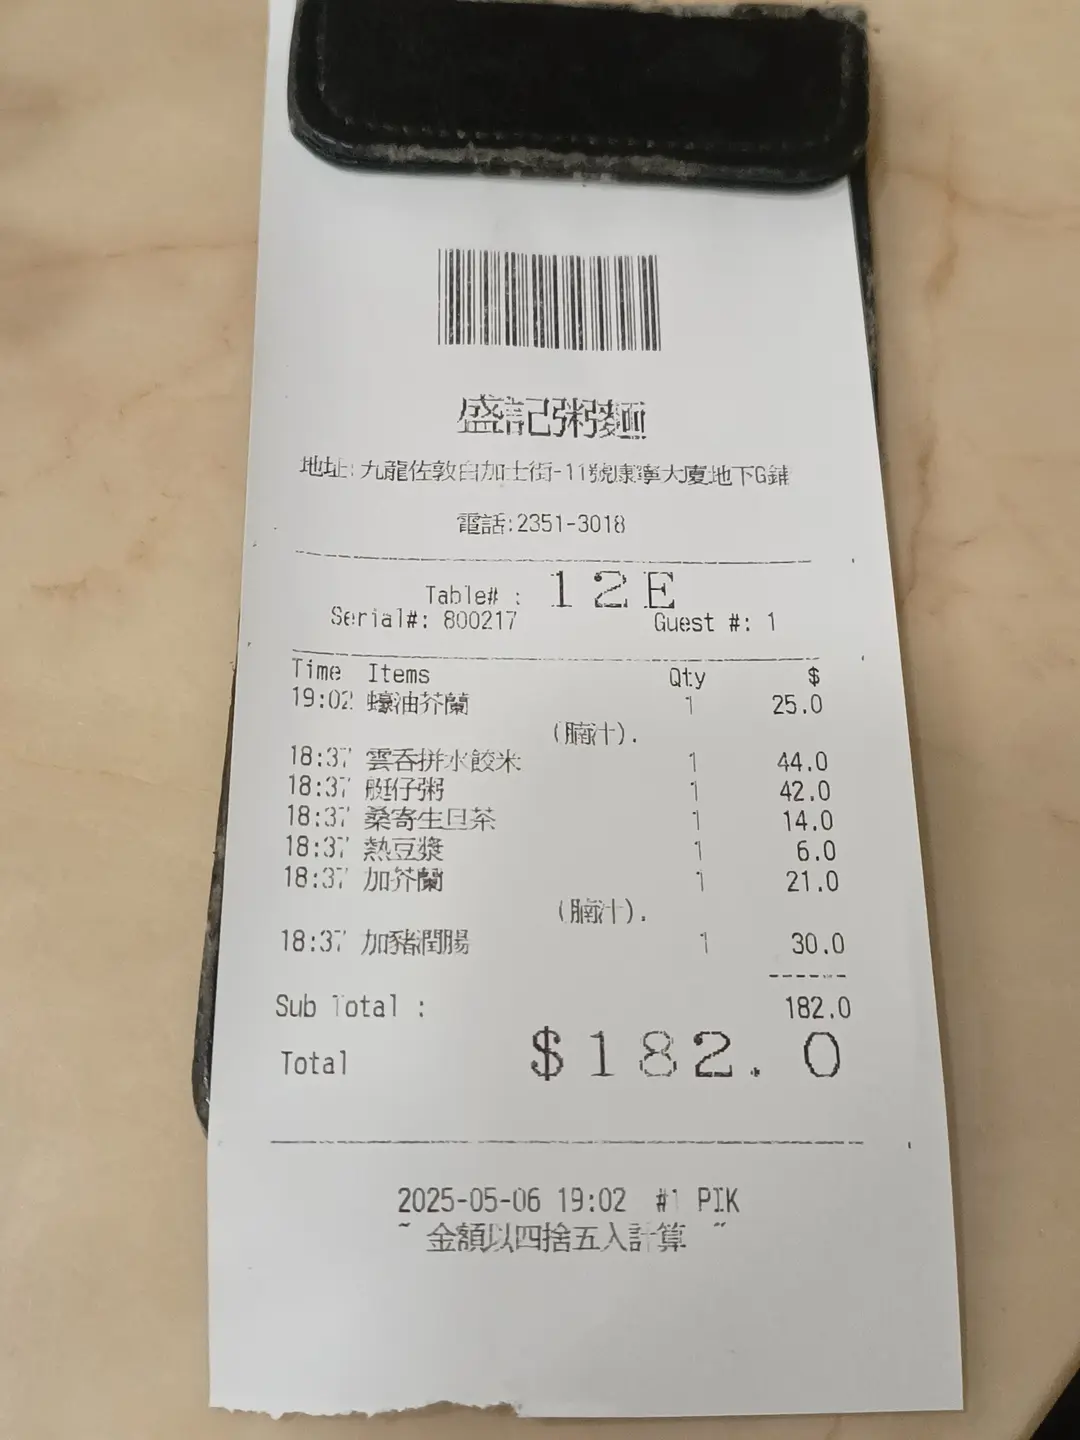 盛記粥麵
地址: 九龍佐敦白加士街-11號康寧大廈地下G鋪
電話:2351-3018
Table# : 12E
Serial#: 800217 Guest #: 1
Time Items Qty $
19:02 蠔油芥蘭 1 25.0
(腩汁).
18:37 雲吞拼水餃米 1 44.0
18:37 艇仔粥 1 42.0
18:37 桑寄生旦茶 1 14.0
18:37 熱豆漿 1 6.0
18:37 加芥蘭 1 21.0
(腩汁).
18:37 加豬潤腸 1 30.0
------
Sub Total : 182.0
Total $182.0
2025-05-06 19:02 #1 PIK
~ 金額以四捨五入計算 ~